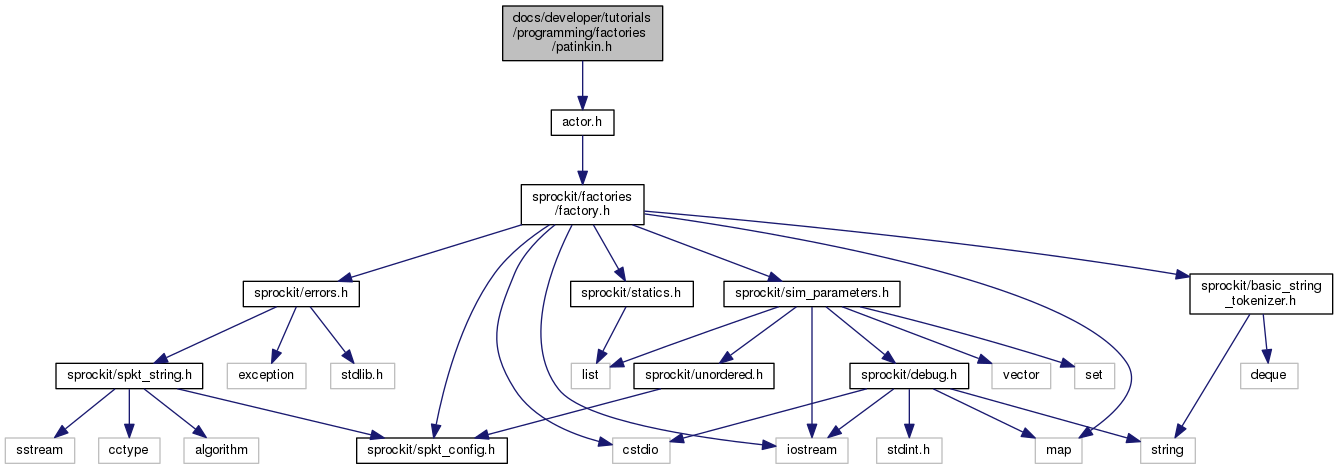 docs/developer/tutorials
/programming/factories
/patinkin.h
actor.h
sprockit/factories
/factory.h
sprockit/errors.h
sprockit/statics.h
sprockit/sim_parameters.h
sprockit/basic_string
_tokenizer.h
sprockit/spkt_string.h
exception
stdlib.h
list
sprockit/unordered.h
sprockit/debug.h
vector
set
deque
sstream
cctype
algorithm
sprockit/spkt_config.h
cstdio
iostream
stdint.h
map
string